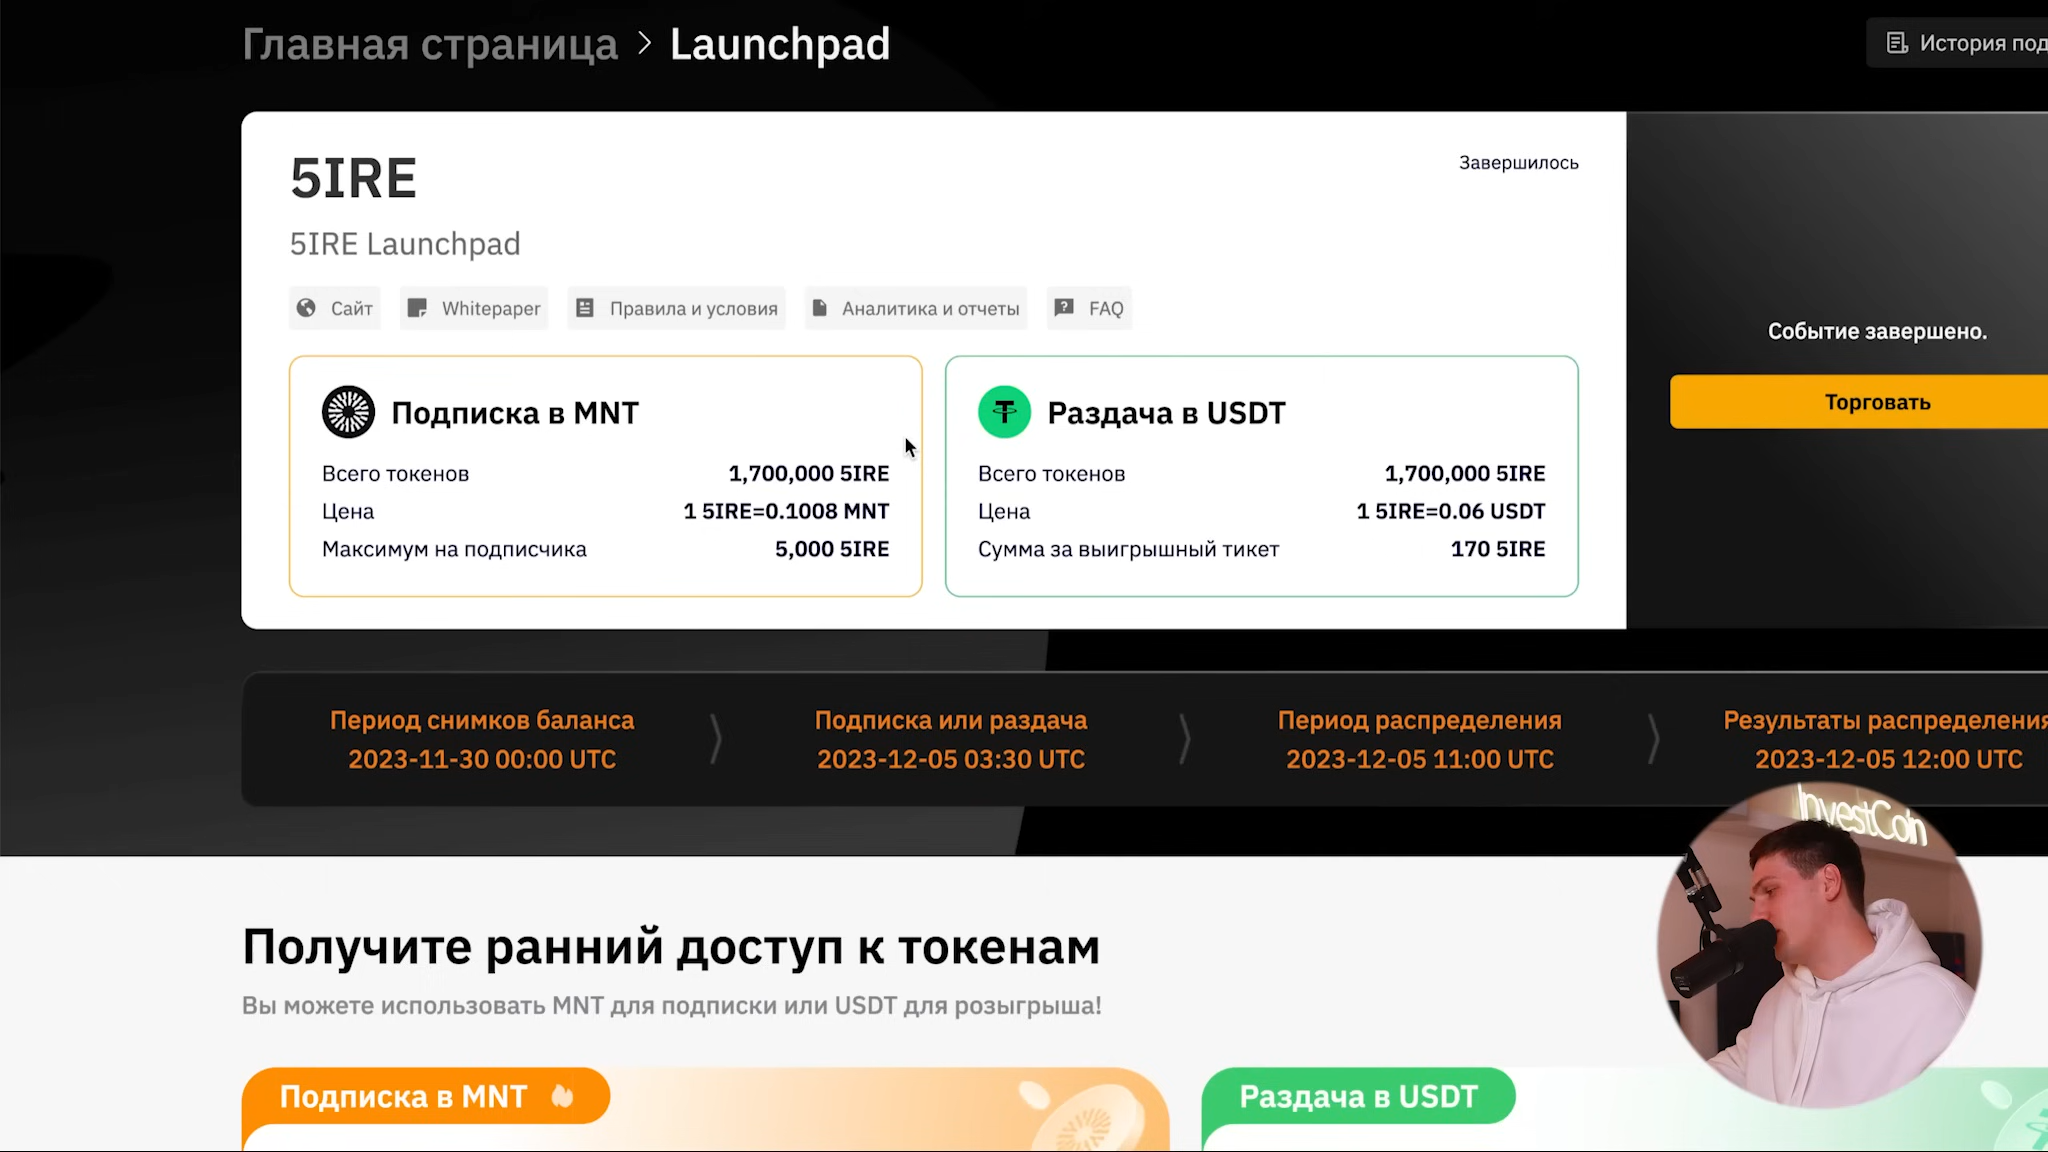 Главная страница > Launchpad
История под
5IRE
Завершилось
5IRE Launchpad
Сайт
Whitepaper
Правила и условия
Аналитика и отчеты
FAQ
Событие завершено.
Торговать
Подписка в MNT
Всего токенов 1,700,000 5IRE
Цена 1 5IRE=0.1008 MNT
Максимум на подписчика 5,000 5IRE
Раздача в USDT
Всего токенов 1,700,000 5IRE
Цена 1 5IRE=0.06 USDT
Сумма за выигрышный тикет 170 5IRE
Период снимков баланса
2023-11-30 00:00 UTC
Подписка или раздача
2023-12-05 03:30 UTC
Период распределения
2023-12-05 11:00 UTC
Результаты распределения
2023-12-05 12:00 UTC
InvestCoin
Получите ранний доступ к токенам
Вы можете использовать MNT для подписки или USDT для розыгрыша!
Подписка в MNT
Раздача в USDT